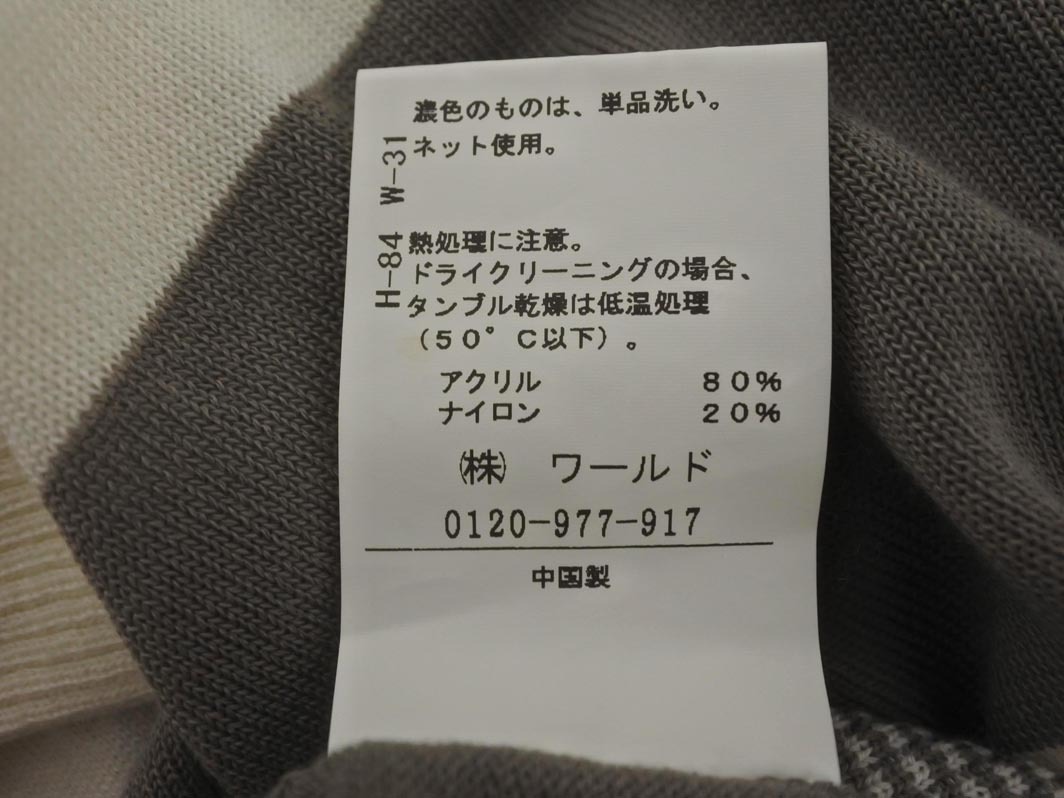 濃色のものは、単品洗い。
ネット使用。
W-31
H-84
熱処理に注意。
ドライクリーニングの場合、
タンブル乾燥は低温処理
（５０°Ｃ以下）。
アクリル ８０％
ナイロン ２０％
㈱ ワールド
0120-977-917
中国製